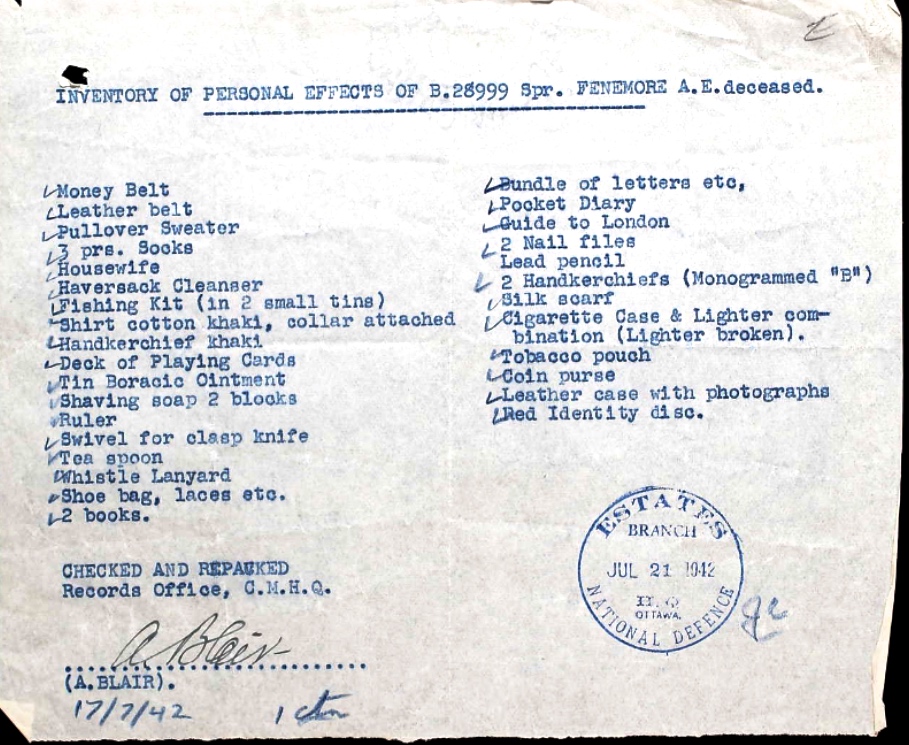 INVENTORY OF PERSONAL EFFECTS OF B.28999 Spr. FENEMORE A.E.deceased.
Money Belt
Leather belt
Pullover Sweater
3 prs. Socks
Housewife
Haversack Cleanser
Fishing Kit (in 2 small tins)
Shirt cotton khaki, collar attached
Handkerchief khaki
Deck of Playing Cards
Tin Boracic Ointment
Shaving soap 2 blocks
Ruler
Swivel for clasp knife
Tea spoon
Whistle Lanyard
Shoe bag, laces etc.
2 books.
Bundle of letters etc,
Pocket Diary
Guide to London
2 Nail files
Lead pencil
2 Handkerchiefs (Monogrammed "B")
Silk scarf
Cigarette Case & Lighter com-
bination (Lighter broken).
Tobacco pouch
Coin purse
Leather case with photographs
Red Identity disc.
CHECKED AND REPACKED
Records Office, C.M.H.Q.
A. Blair
(A.BLAIR).
17/7/42 1 ctn
ESTATES
BRANCH
JUL 21 1942
H.Q
OTTAWA.
NATIONAL DEFENCE